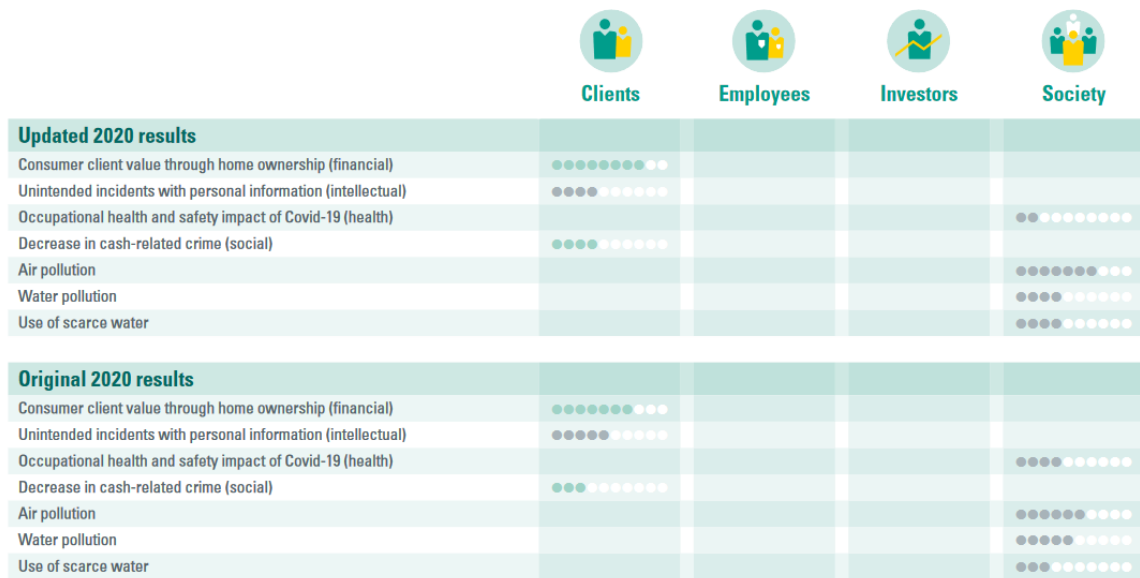 Clients Employees Investors Society
Updated 2020 results
Consumer client value through home ownership (financial)
Unintended incidents with personal information (intellectual)
Occupational health and safety impact of Covid-19 (health)
Decrease in cash-related crime (social)
Air pollution
Water pollution
Use of scarce water
Original 2020 results
Consumer client value through home ownership (financial)
Unintended incidents with personal information (intellectual)
Occupational health and safety impact of Covid-19 (health)
Decrease in cash-related crime (social)
Air pollution
Water pollution
Use of scarce water